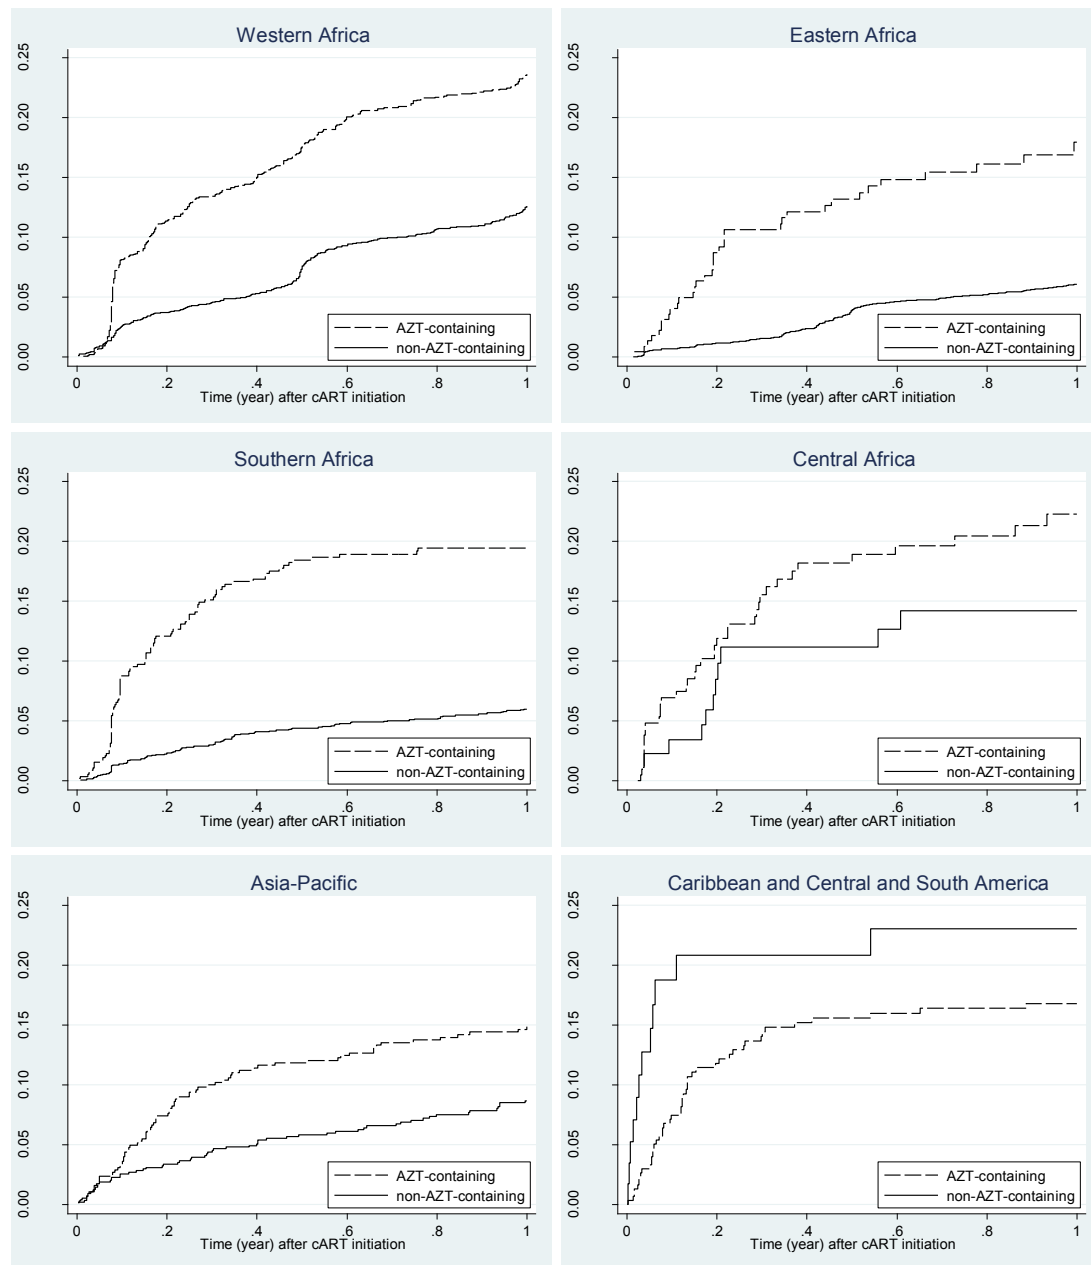 Western Africa
0.25
0.20
0.15
0.10
0.05
0.00
AZT-containing
non-AZT-containing
0 .2 .4 .6 .8 1
Time (year) after cART initiation
Eastern Africa
0.25
0.20
0.15
0.10
0.05
0.00
AZT-containing
non-AZT-containing
0 .2 .4 .6 .8 1
Time (year) after cART initiation
Southern Africa
0.25
0.20
0.15
0.10
0.05
0.00
AZT-containing
non-AZT-containing
0 .2 .4 .6 .8 1
Time (year) after cART initiation
Central Africa
0.25
0.20
0.15
0.10
0.05
0.00
AZT-containing
non-AZT-containing
0 .2 .4 .6 .8 1
Time (year) after cART initiation
Asia-Pacific
0.25
0.20
0.15
0.10
0.05
0.00
AZT-containing
non-AZT-containing
0 .2 .4 .6 .8 1
Time (year) after cART initiation
Caribbean and Central and South America
0.25
0.20
0.15
0.10
0.05
0.00
AZT-containing
non-AZT-containing
0 .2 .4 .6 .8 1
Time (year) after cART initiation